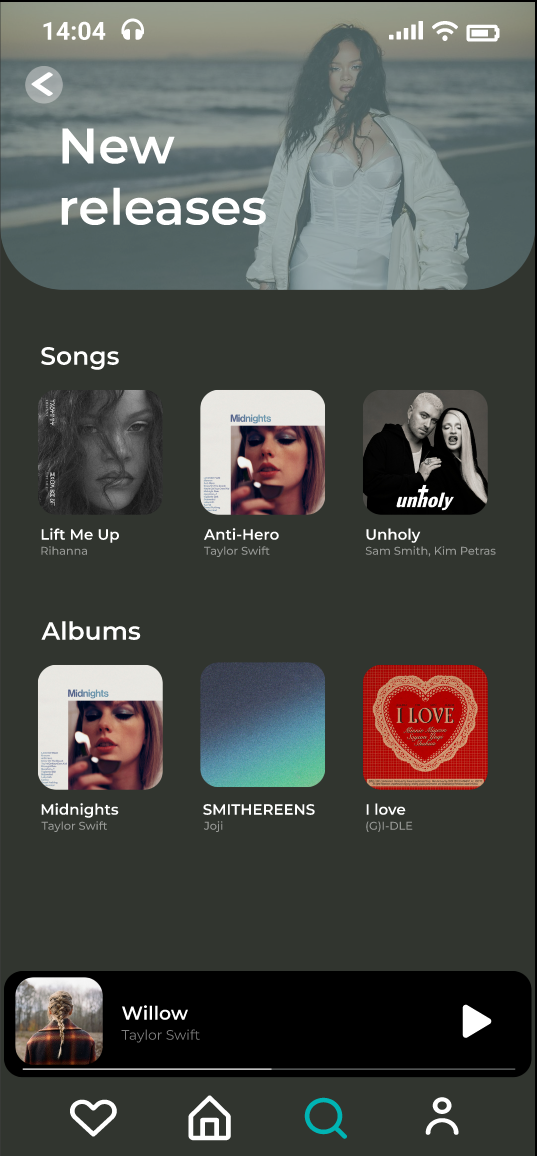 14:04
New
releases
Songs
Midnights
unholy
Lift Me Up
Anti-Hero
Unholy
Rihanna
Taylor Swift
Sam Smith, Kim Petras
Albums
Midnights
I LOVE
Midnights
SMITHEREENS
I love
Taylor Swift
Joji
(G)I-DLE
Willow
Taylor Swift